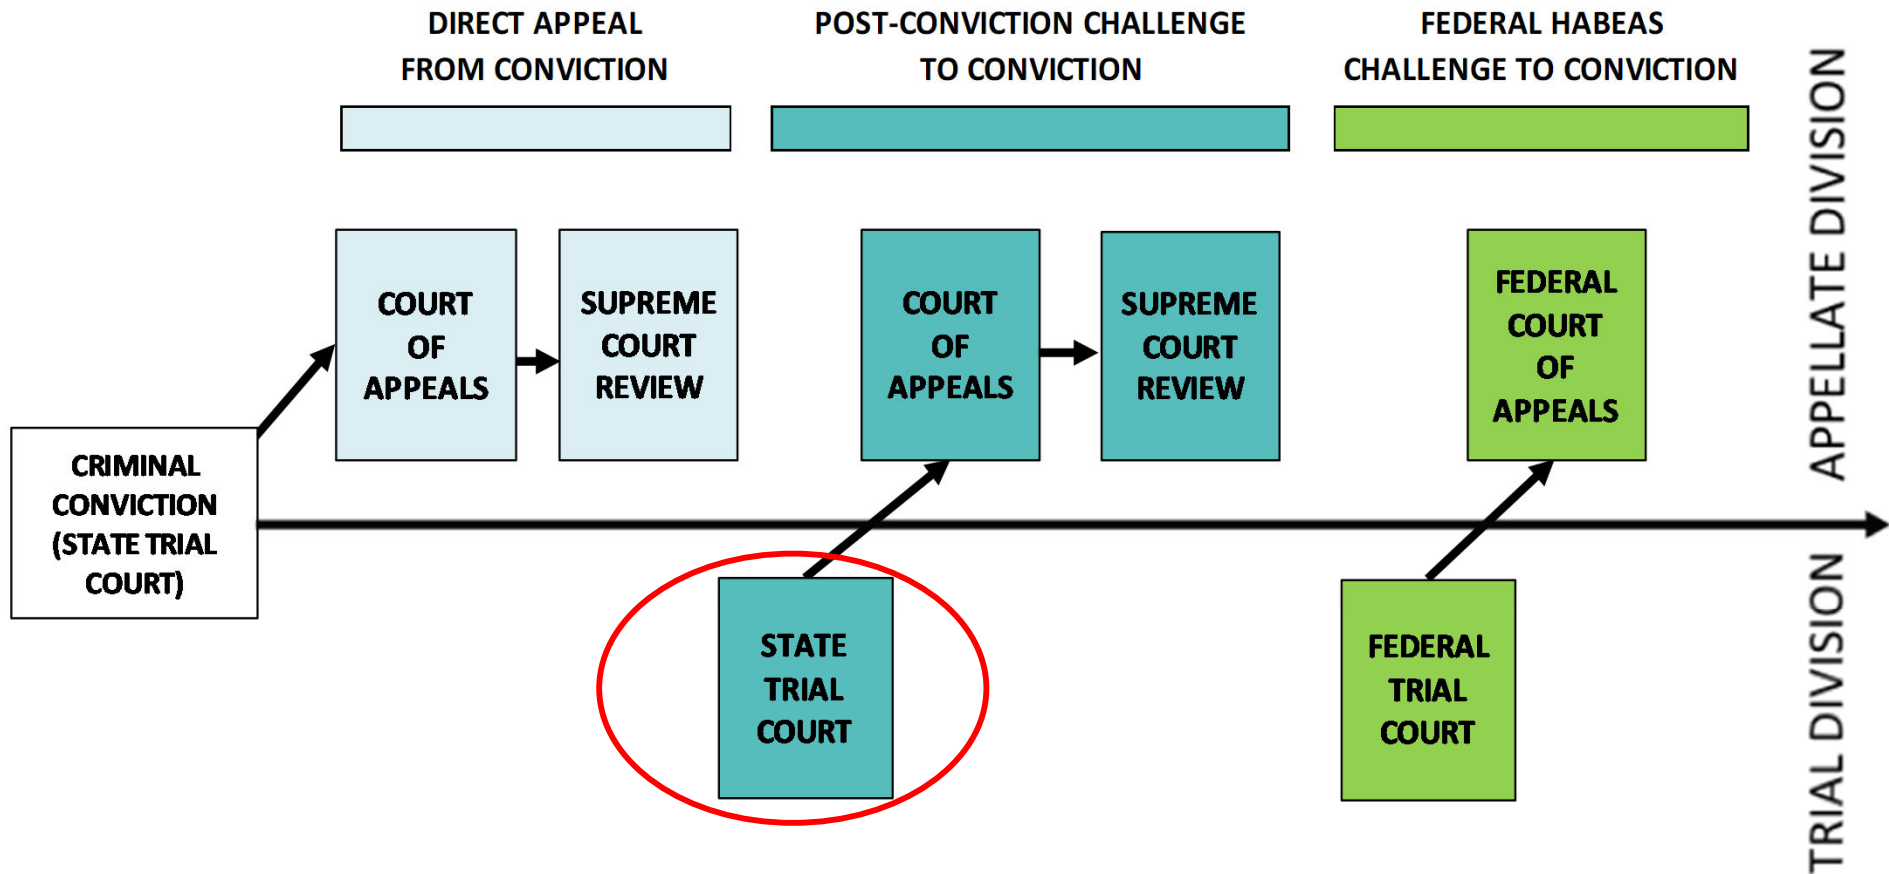 DIRECT APPEAL
FROM CONVICTION
POST-CONVICTION CHALLENGE
TO CONVICTION
FEDERAL HABEAS
CHALLENGE TO CONVICTION
COURT
OF
APPEALS
SUPREME
COURT
REVIEW
COURT
OF
APPEALS
SUPREME
COURT
REVIEW
FEDERAL
COURT
OF
APPEALS
APPELLATE DIVISION
CRIMINAL
CONVICTION
(STATE TRIAL
COURT)
STATE
TRIAL
COURT
FEDERAL
TRIAL
COURT
TRIAL DIVISION